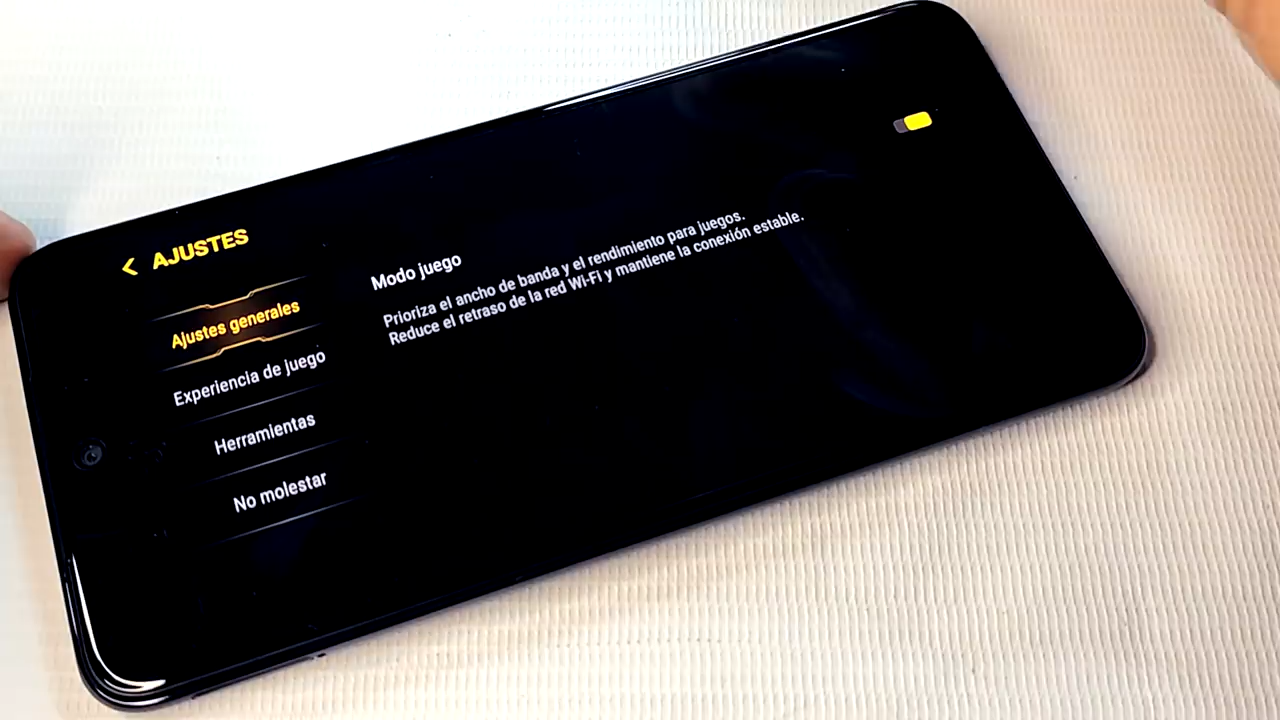 AJUSTES
Ajustes generales
Experiencia de juego
Herramientas
No molestar
Modo juego
Prioriza el ancho de banda y el rendimiento para juegos.
Reduce el retraso de la red Wi-Fi y mantiene la conexión estable.